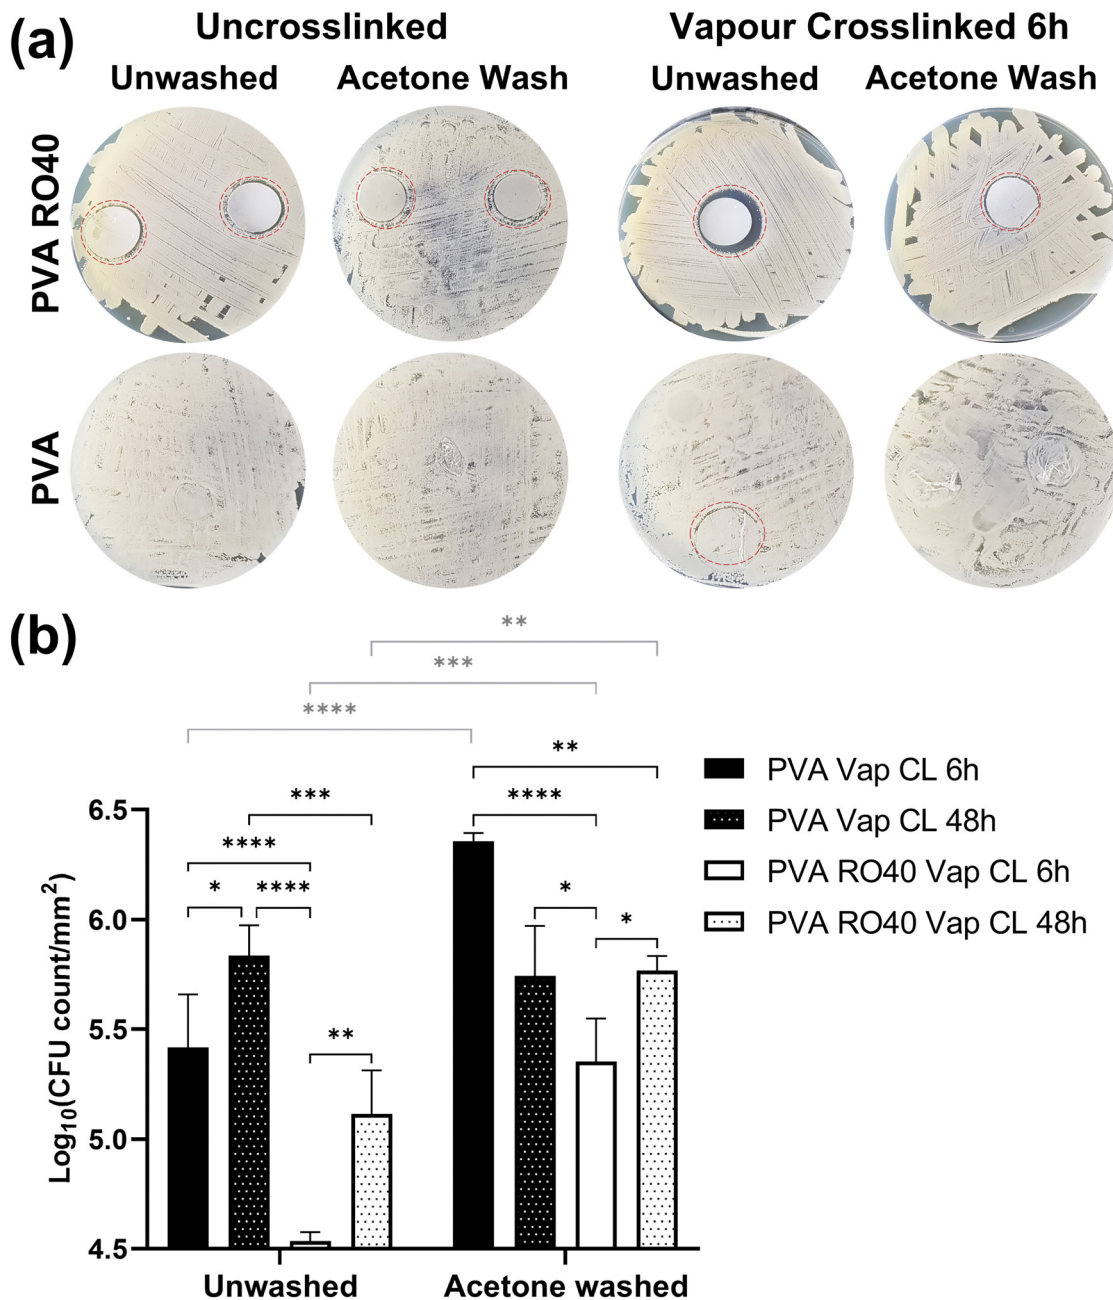 (a)
Uncrosslinked
Vapour Crosslinked 6h
Unwashed
Acetone Wash
Unwashed
Acetone Wash
PVA RO40
PVA
(b)
**
***
****
**
***
****
****
*
****
*
*
**
PVA Vap CL 6h
PVA Vap CL 48h
PVA RO40 Vap CL 6h
PVA RO40 Vap CL 48h
Log₁₀(CFU count/mm²)
6.5
6.0
5.5
5.0
4.5
Unwashed
Acetone washed